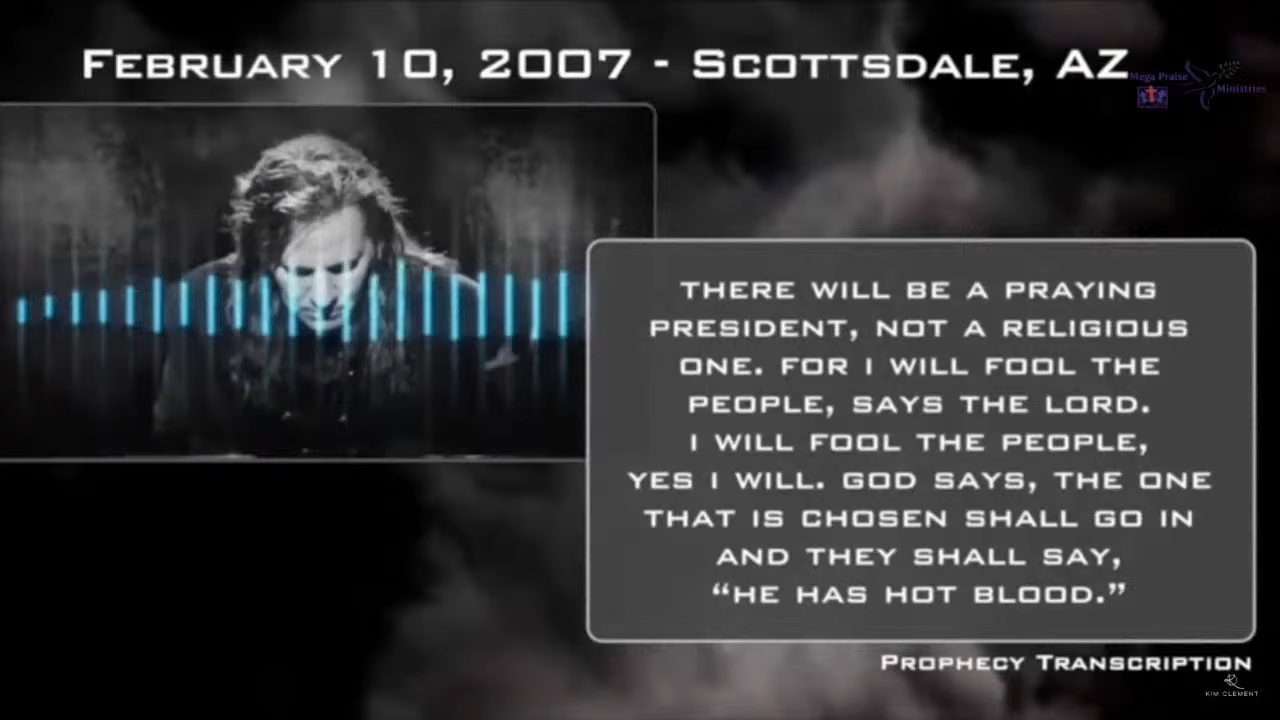 FEBRUARY 10, 2007 - SCOTTSDALE, AZ
Mega Praise
Ministries
THERE WILL BE A PRAYING
PRESIDENT, NOT A RELIGIOUS
ONE. FOR I WILL FOOL THE
PEOPLE, SAYS THE LORD.
I WILL FOOL THE PEOPLE,
YES I WILL. GOD SAYS, THE ONE
THAT IS CHOSEN SHALL GO IN
AND THEY SHALL SAY,
“HE HAS HOT BLOOD.”
PROPHECY TRANSCRIPTION
KIM CLEMENT